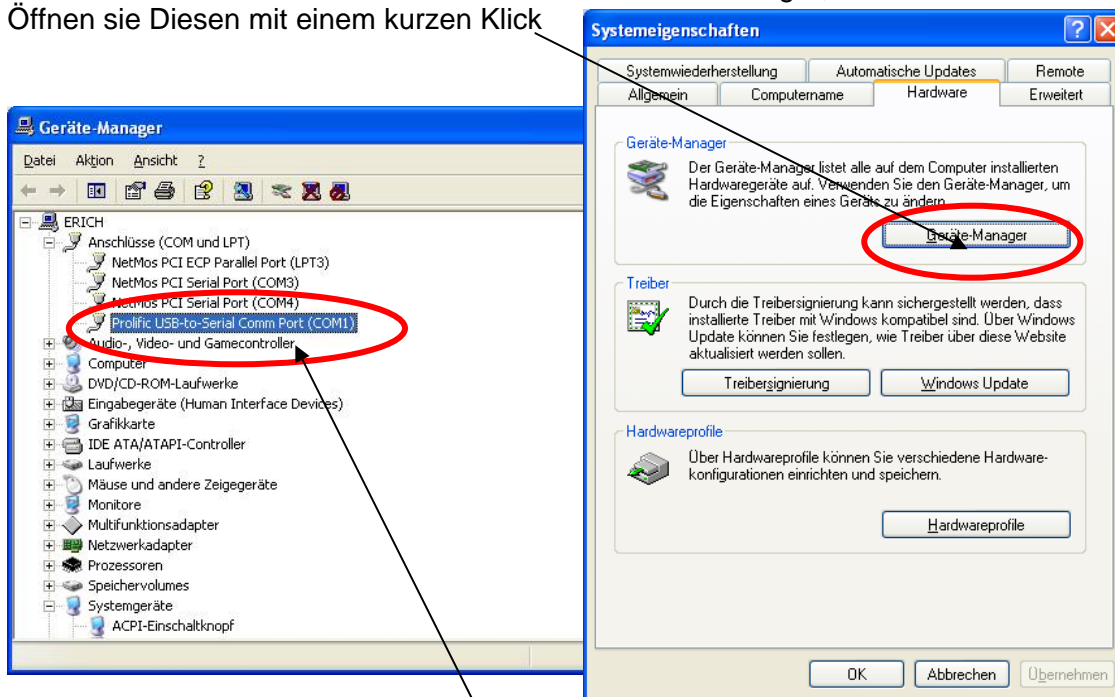 Öffnen sie Diesen mit einem kurzen Klick
Geräte-Manager
Datei Aktion Ansicht ?
ERICH
Anschlüsse (COM und LPT)
NetMos PCI ECP Parallel Port (LPT3)
NetMos PCI Serial Port (COM3)
NetMos PCI Serial Port (COM4)
Prolific USB-to-Serial Comm Port (COM1)
Audio-, Video- und Gamecontroller
Computer
DVD/CD-ROM-Laufwerke
Eingabegeräte (Human Interface Devices)
Grafikkarte
IDE ATA/ATAPI-Controller
Laufwerke
Mäuse und andere Zeigegeräte
Monitore
Multifunktionsadapter
Netzwerkadapter
Prozessoren
Speichervolumes
Systemgeräte
ACPI-Einschaltknopf
Systemeigenschaften
Systemwiederherstellung Automatische Updates Remote
Allgemein Computername Hardware Erweitert
Geräte-Manager
Der Geräte-Manager listet alle auf dem Computer installierten
Hardwaregeräte auf. Verwenden Sie den Geräte-Manager, um
die Eigenschaften eines Geräts zu ändern.
Geräte-Manager
Treiber
Durch die Treibersignierung kann sichergestellt werden, dass
installierte Treiber mit Windows kompatibel sind. Über Windows
Update können Sie festlegen, wie Treiber über diese Website
aktualisiert werden sollen.
Treibersignierung Windows Update
Hardwareprofile
Über Hardwareprofile können Sie verschiedene Hardware-
konfigurationen einrichten und speichern.
Hardwareprofile
OK Abbrechen Übernehmen